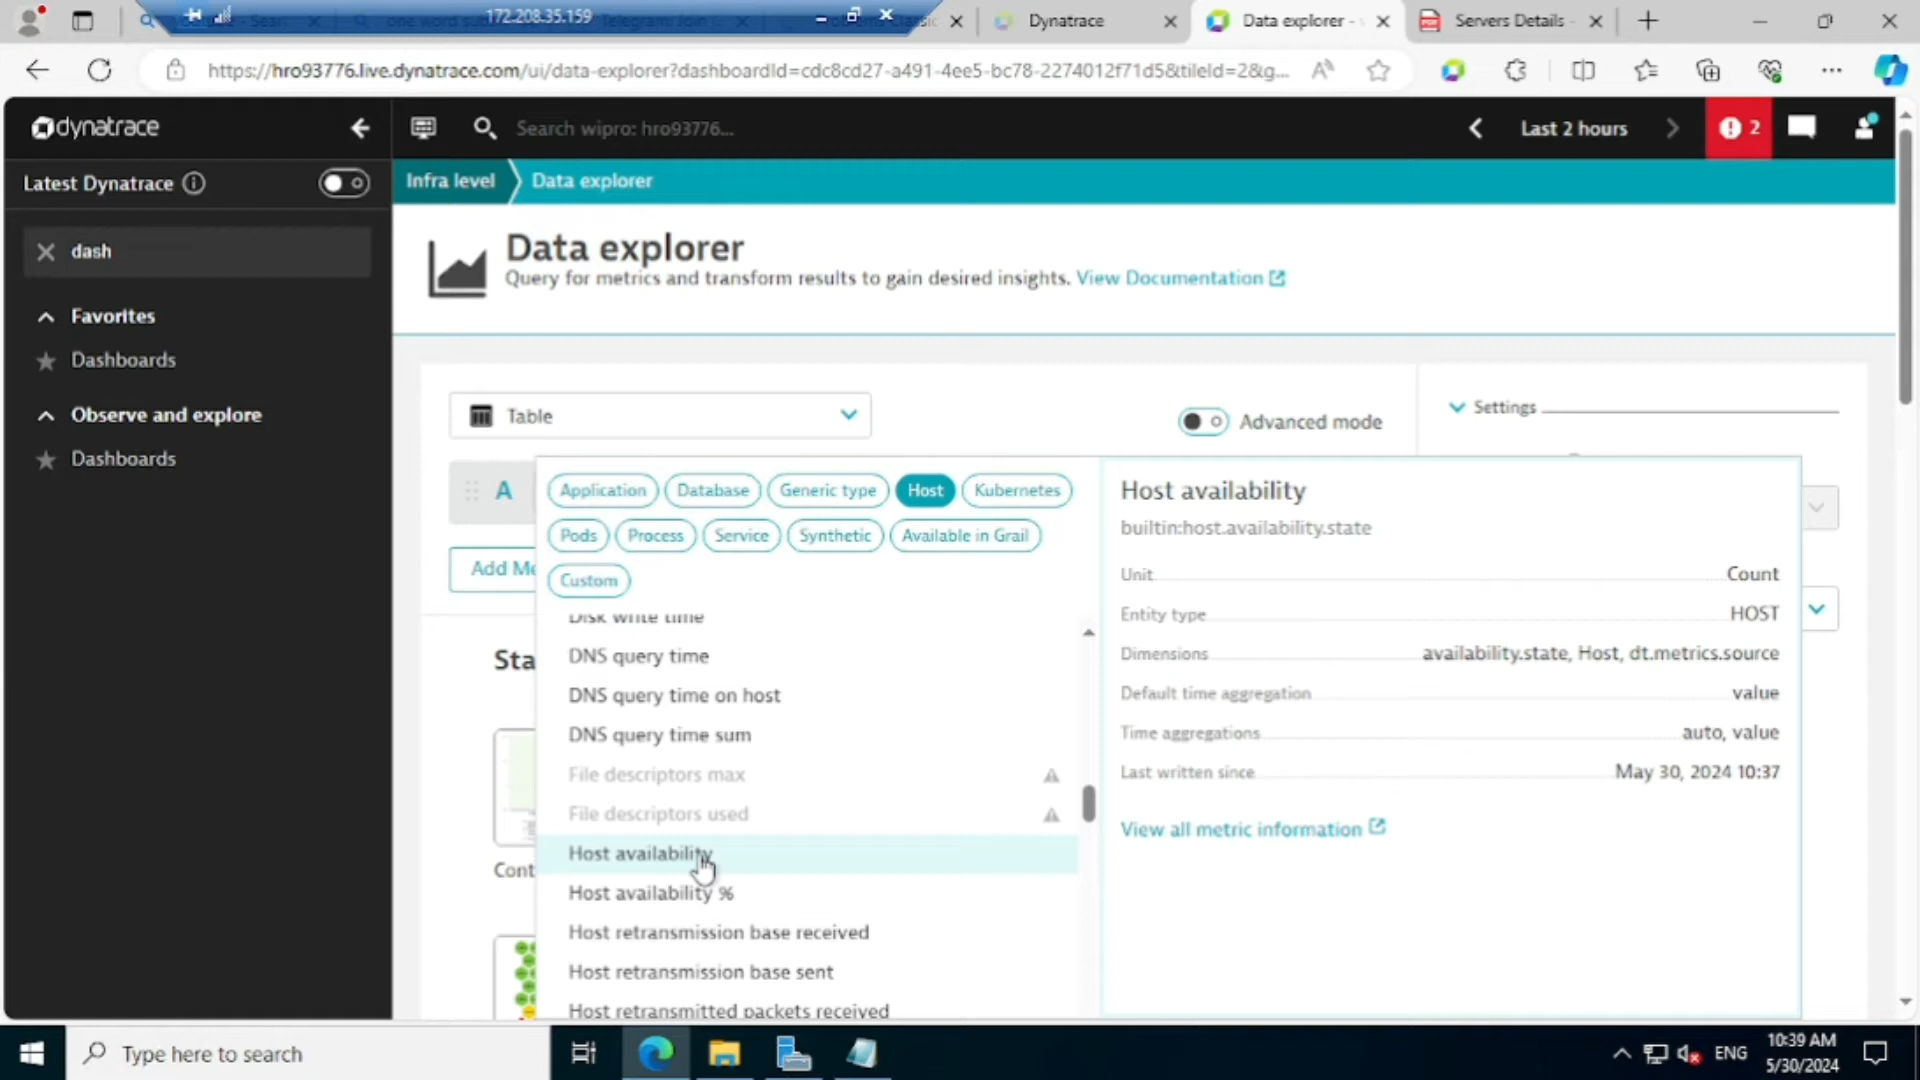 172.208.35.159
Dynatrace
Data explorer -
Servers Details
https://hro93776.live.dynatrace.com/ui/data-explorer?dashboardId=cdc8cd27-a491-4ee5-bc78-2274012f71d5&tileId=2&g...
dynatrace
Search wipro: hro93776...
Last 2 hours
2
Latest Dynatrace
Infra level
Data explorer
dash
Data explorer
Query for metrics and transform results to gain desired insights. View Documentation
Favorites
Dashboards
Observe and explore
Dashboards
Table
Advanced mode
Settings
A
Application
Database
Generic type
Host
Kubernetes
Pods
Process
Service
Synthetic
Available in Grail
Custom
Add Me
Sta
Cont
Disk write time
DNS query time
DNS query time on host
DNS query time sum
File descriptors max
File descriptors used
Host availability
Host availability %
Host retransmission base received
Host retransmission base sent
Host retransmitted packets received
Host availability
builtin:host.availability.state
Unit Count
Entity type HOST
Dimensions availability.state, Host, dt.metrics.source
Default time aggregation value
Time aggregations auto, value
Last written since May 30, 2024 10:37
View all metric information
Type here to search
ENG
10:39 AM
5/30/2024